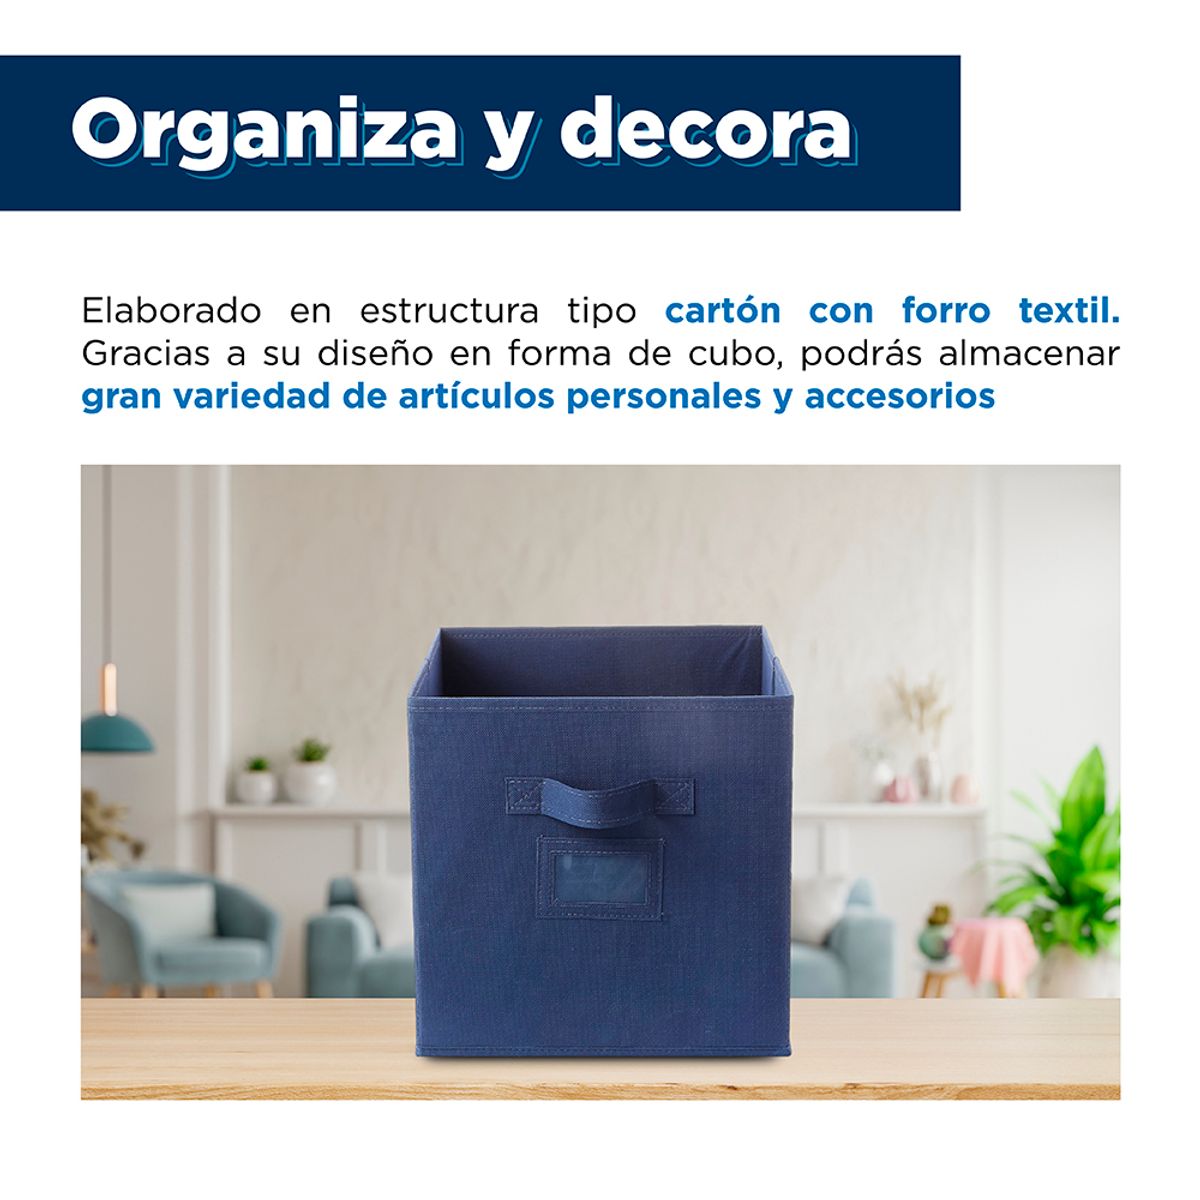 Organiza y decora
Elaborado en estructura tipo cartón con forro textil.
Gracias a su diseño en forma de cubo, podrás almacenar
gran variedad de artículos personales y accesorios